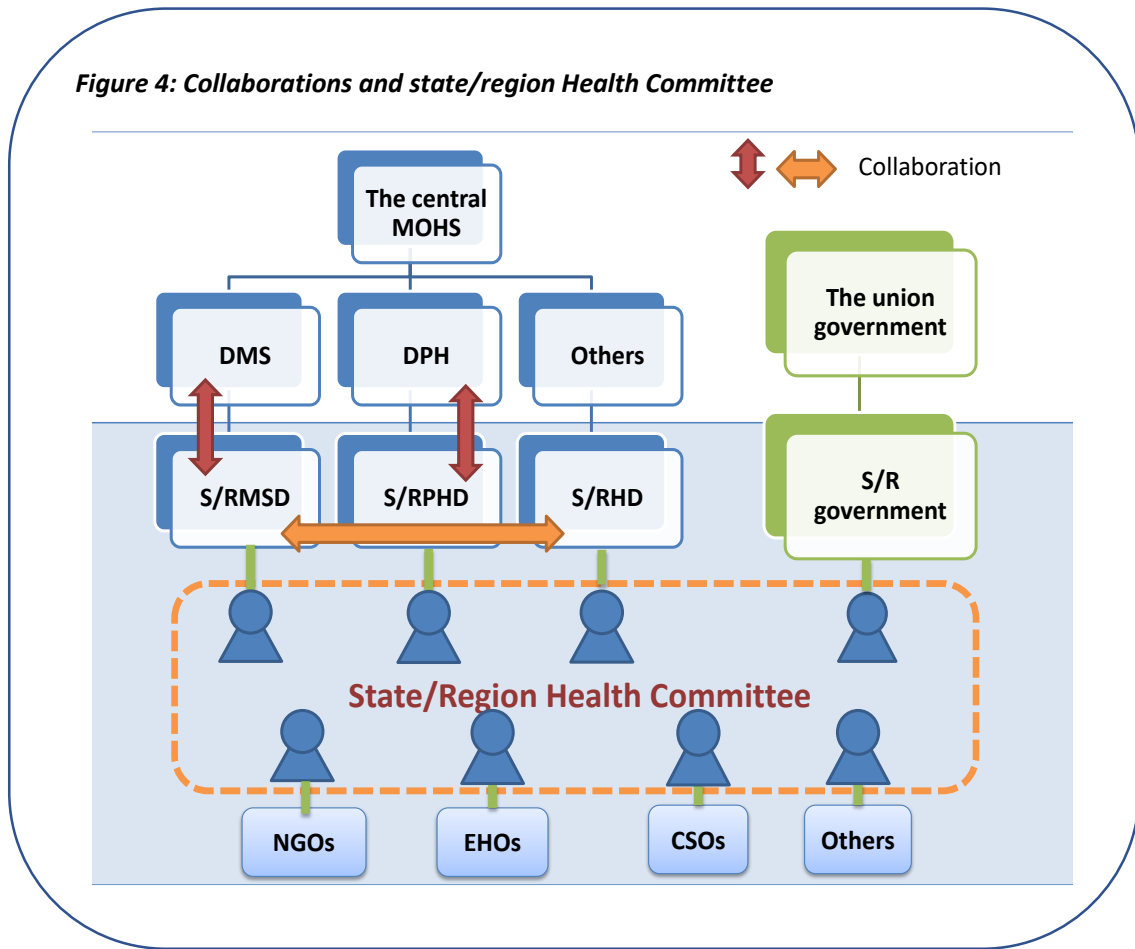 Figure 4: Collaborations and state/region Health Committee
Collaboration
The central
MOHS
The union
government
DMS
DPH
Others
S/RMSD
S/RPHD
S/RHD
S/R
government
State/Region Health Committee
NGOs
EHOs
CSOs
Others